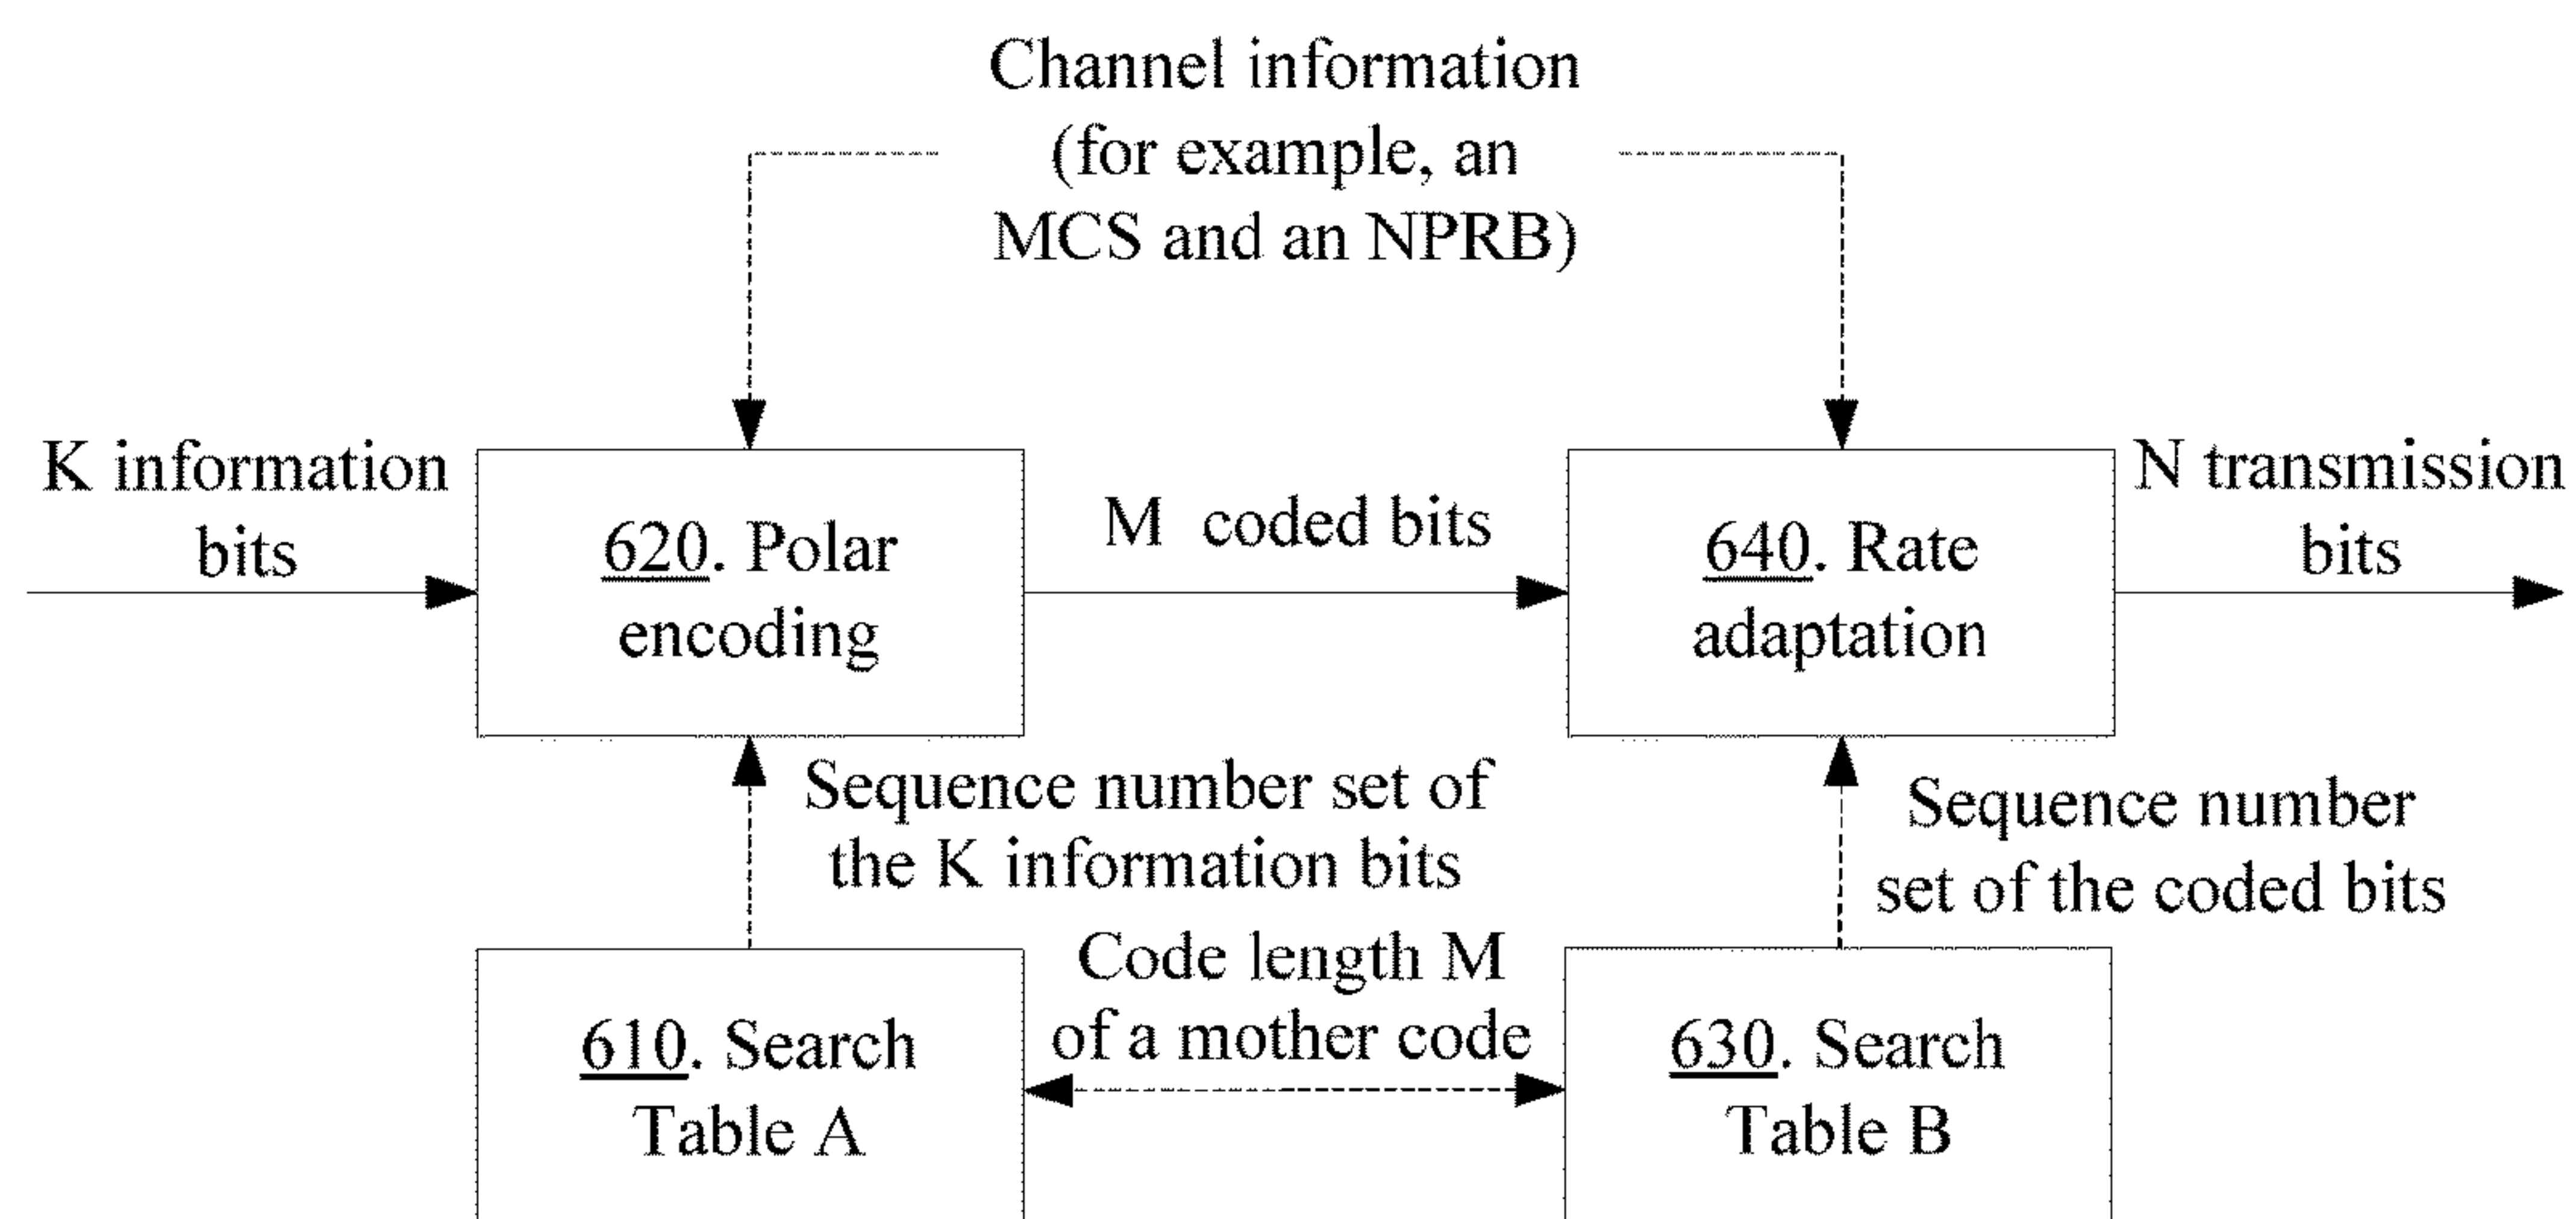 Channel information
(for example, an
MCS and an NPRB)
K information
bits
620. Polar
encoding
M coded bits
640. Rate
adaptation
N transmission
bits
Sequence number set of
the K information bits
Sequence number
set of the coded bits
610. Search
Table A
Code length M
of a mother code
630. Search
Table B